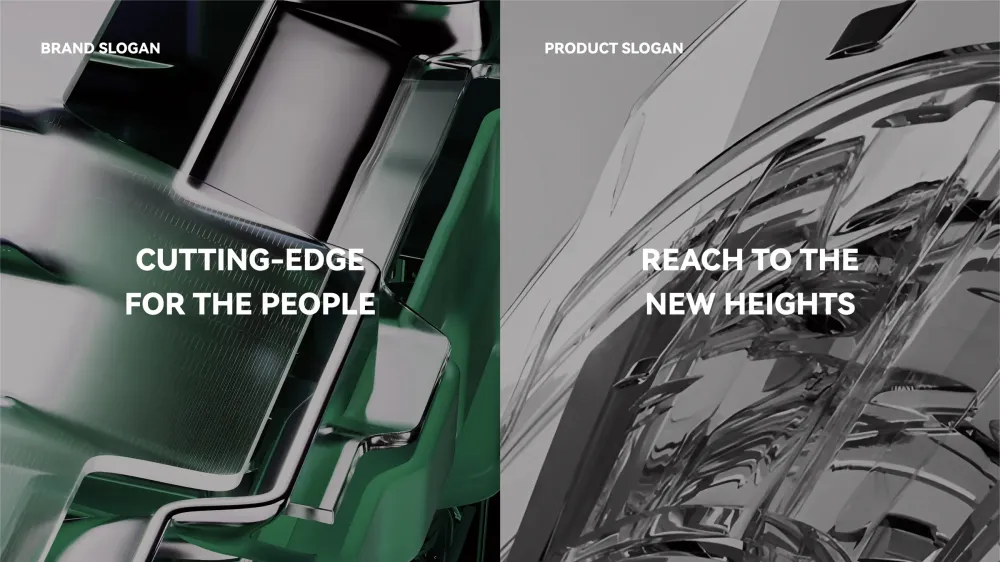 BRAND SLOGAN
CUTTING-EDGE
FOR THE PEOPLE
PRODUCT SLOGAN
REACH TO THE
NEW HEIGHTS